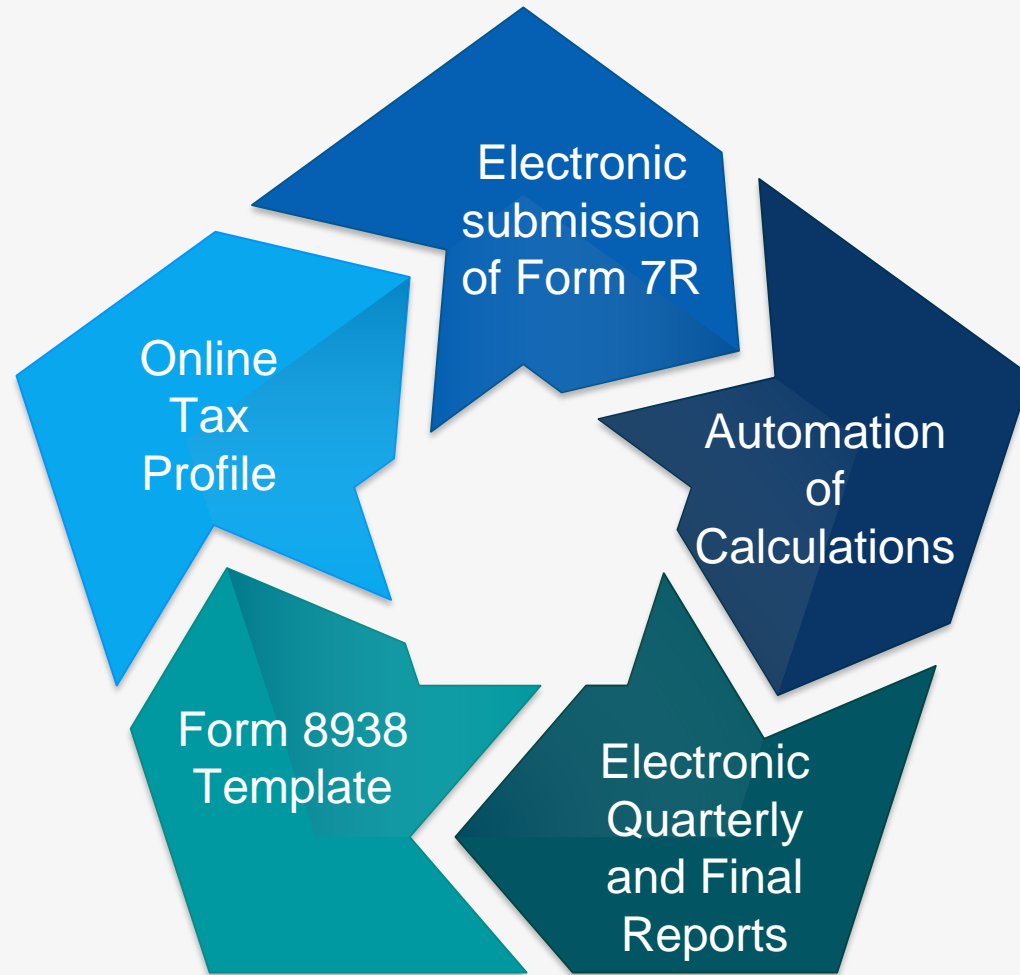 Electronic
submission
of Form 7R
Automation
of
Calculations
Electronic
Quarterly
and Final
Reports
Form 8938
Template
Online
Tax
Profile